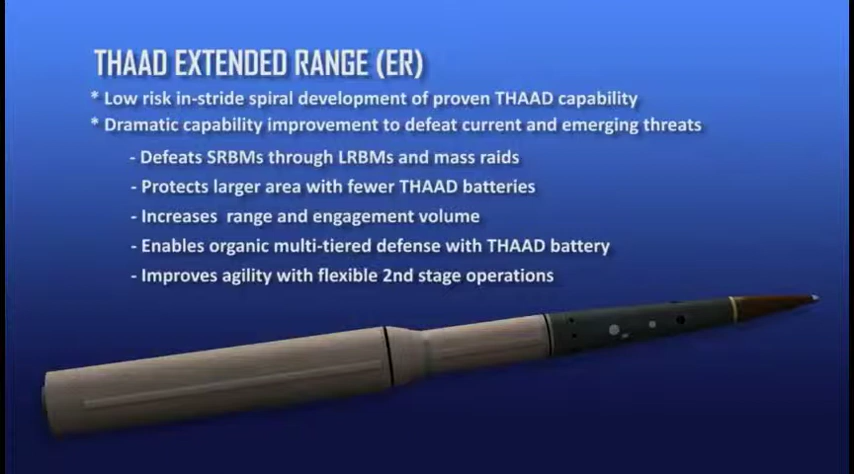 THAAD EXTENDED RANGE (ER)
* Low risk in-stride spiral development of proven THAAD capability
* Dramatic capability improvement to defeat current and emerging threats
- Defeats SRBMs through LRBMs and mass raids
- Protects larger area with fewer THAAD batteries
- Increases range and engagement volume
- Enables organic multi-tiered defense with THAAD battery
- Improves agility with flexible 2nd stage operations